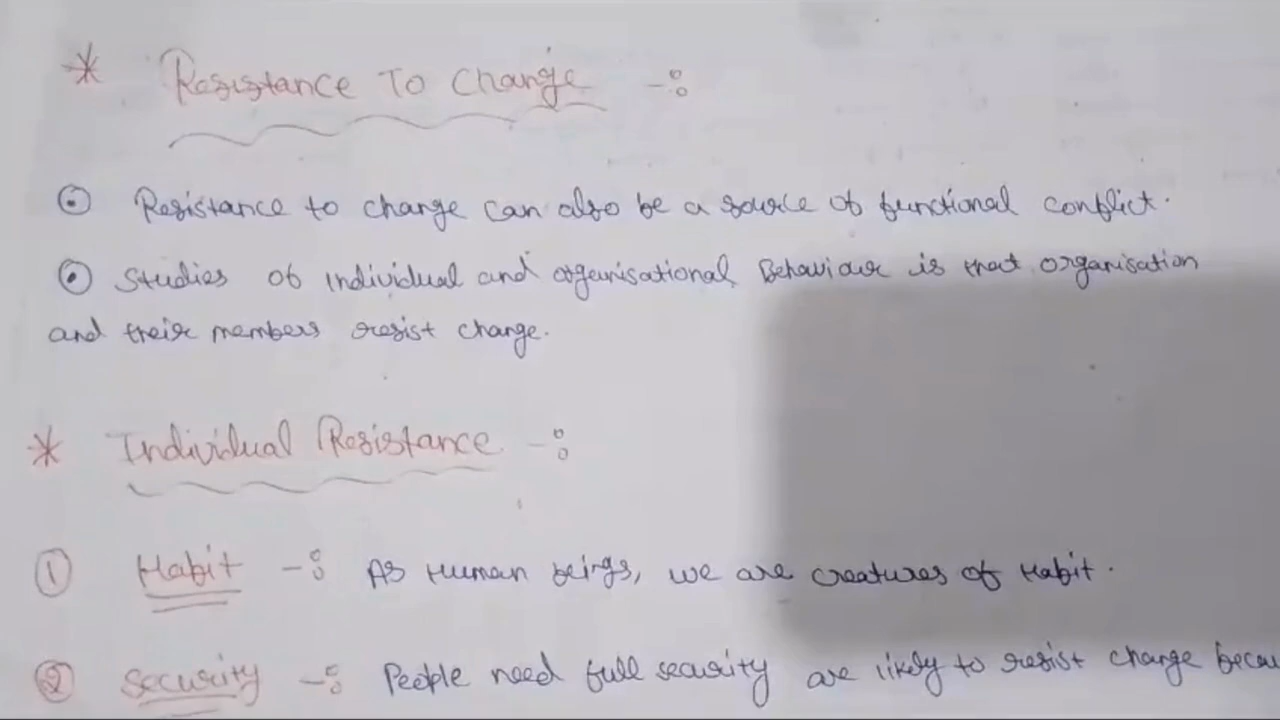 * Resistance To Change -:
⊙ Resistance to change can also be a source of functional conflict.
⊙ Studies of individual and organisational Behaviour is that organisation
and their members resist change.
* Individual Resistance -:
① Habit -: As Human beings, we are creatures of Habit.
② Security -: People need full security are likely to resist change becau